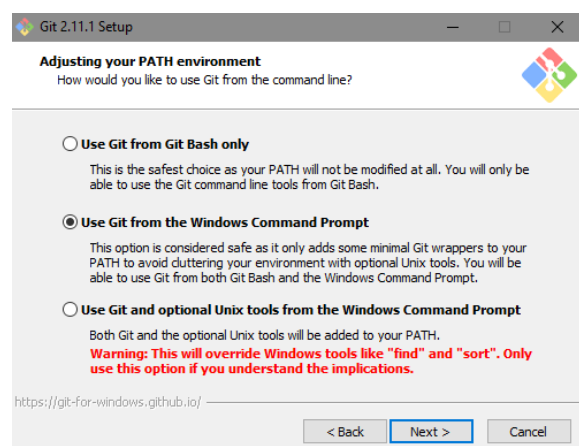 Git 2.11.1 Setup
Adjusting your PATH environment
How would you like to use Git from the command line?
Use Git from Git Bash only
This is the safest choice as your PATH will not be modified at all. You will only be
able to use the Git command line tools from Git Bash.
Use Git from the Windows Command Prompt
This option is considered safe as it only adds some minimal Git wrappers to your
PATH to avoid cluttering your environment with optional Unix tools. You will be
able to use Git from both Git Bash and the Windows Command Prompt.
Use Git and optional Unix tools from the Windows Command Prompt
Both Git and the optional Unix tools will be added to your PATH.
Warning: This will override Windows tools like "find" and "sort". Only
use this option if you understand the implications.
https://git-for-windows.github.io/
< Back Next > Cancel